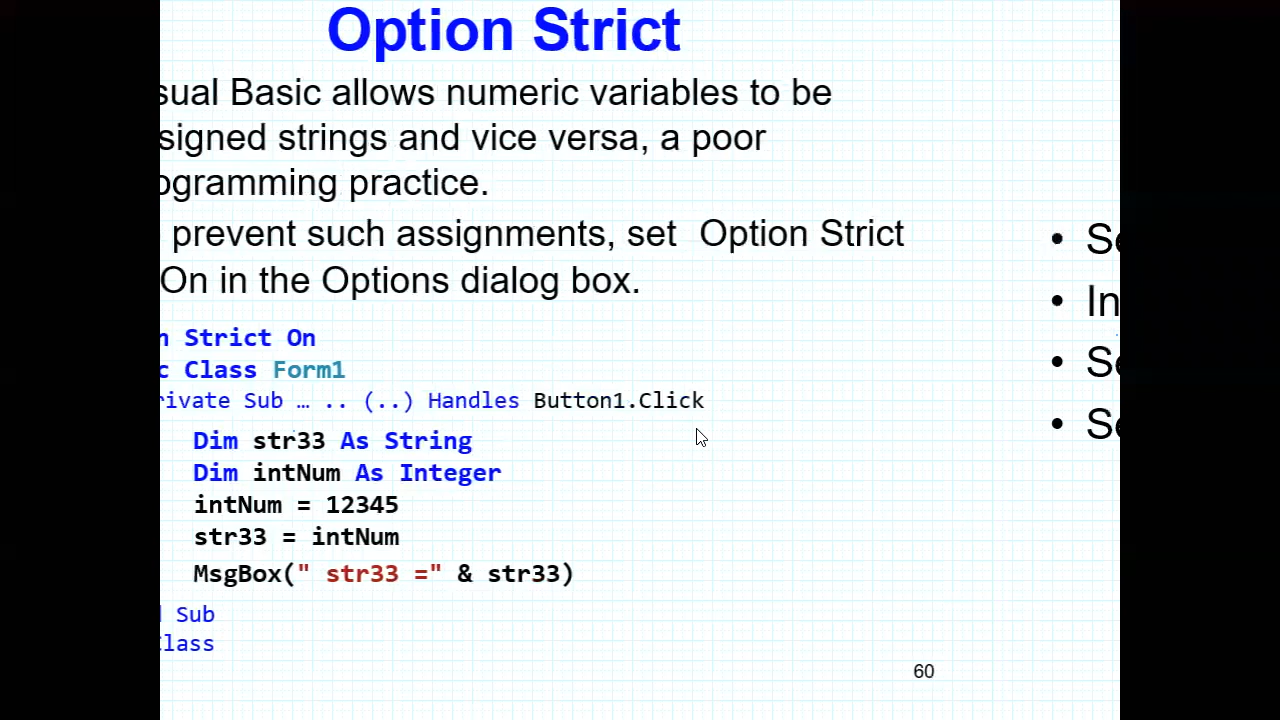 Option Strict
sual Basic allows numeric variables to be
signed strings and vice versa, a poor
ogramming practice.
prevent such assignments, set Option Strict
On in the Options dialog box.
n Strict On
c Class Form1
rivate Sub … .. (..) Handles Button1.Click
Dim str33 As String
Dim intNum As Integer
intNum = 12345
str33 = intNum
MsgBox(" str33 =" & str33)
d Sub
Class
60
• Se
• In
• Se
• Se